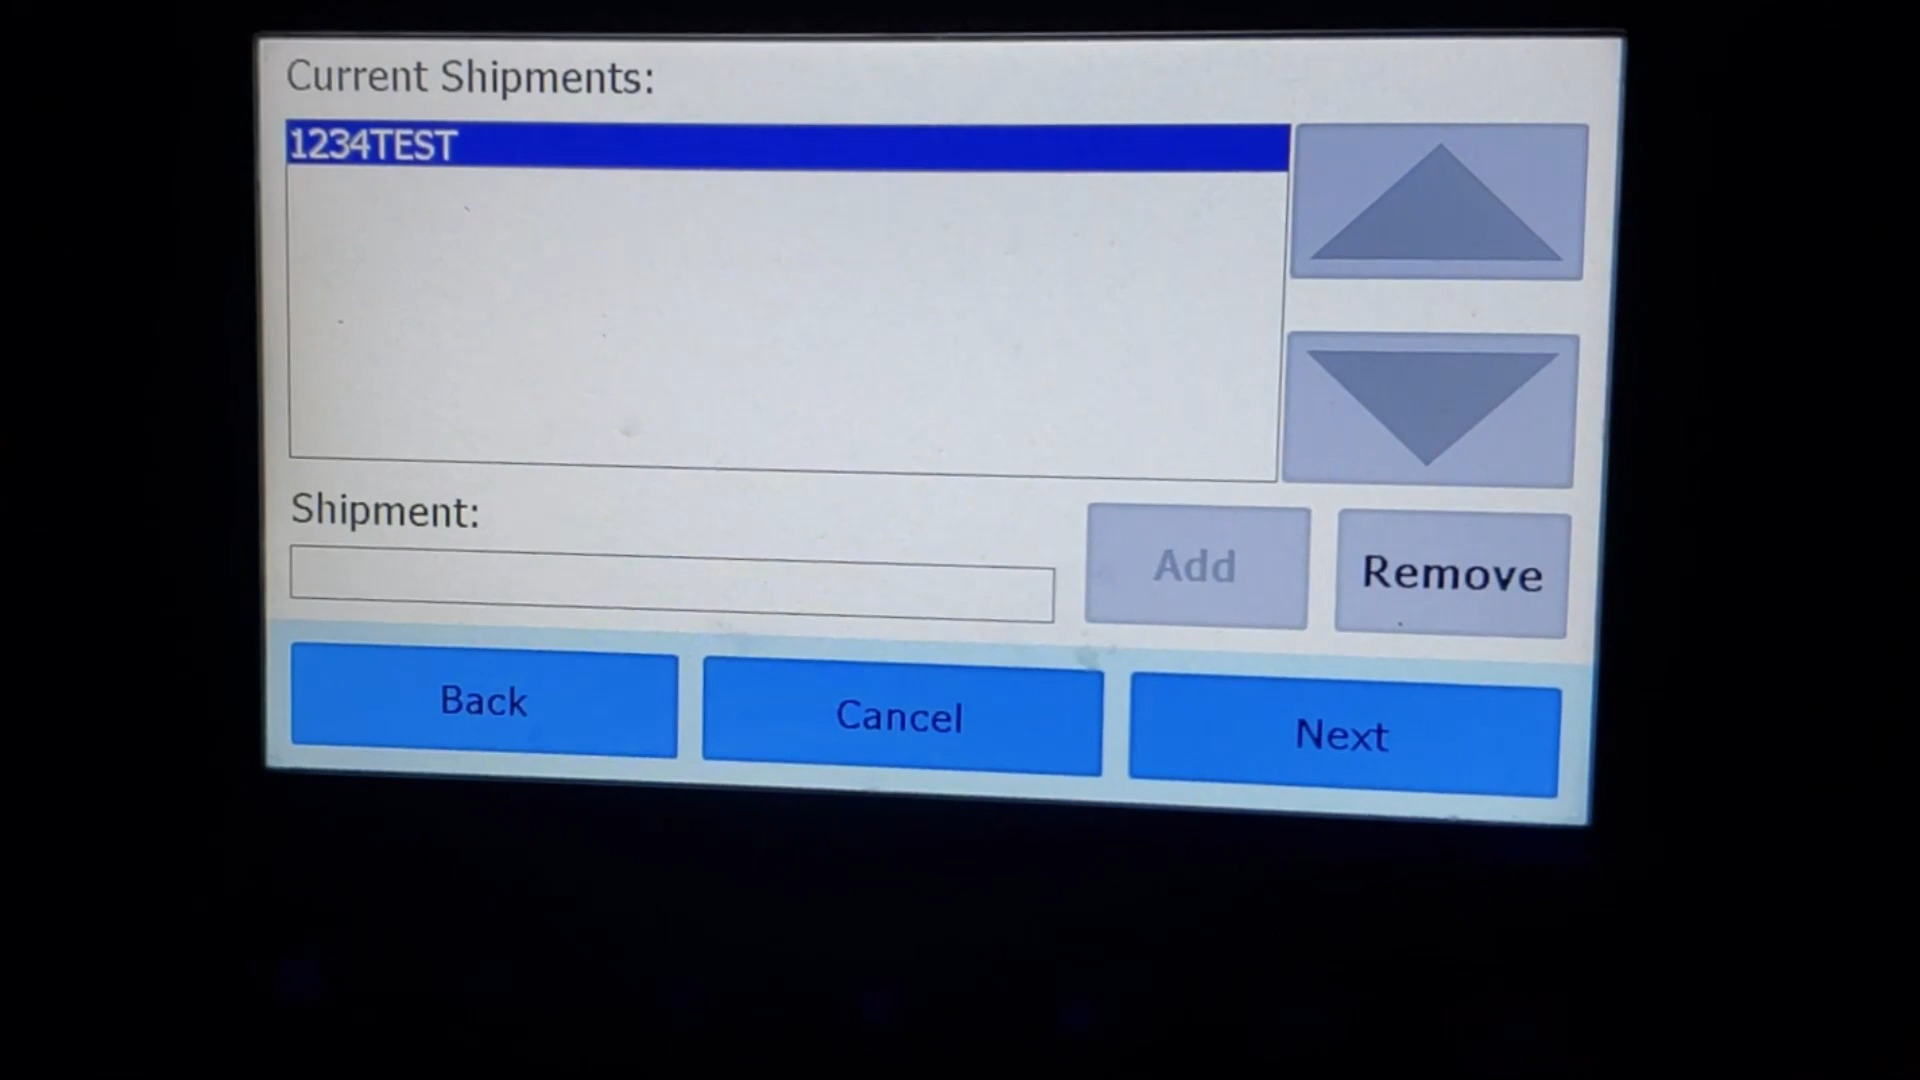 Current Shipments:
1234TEST
Shipment:
Add
Remove
Back
Cancel
Next